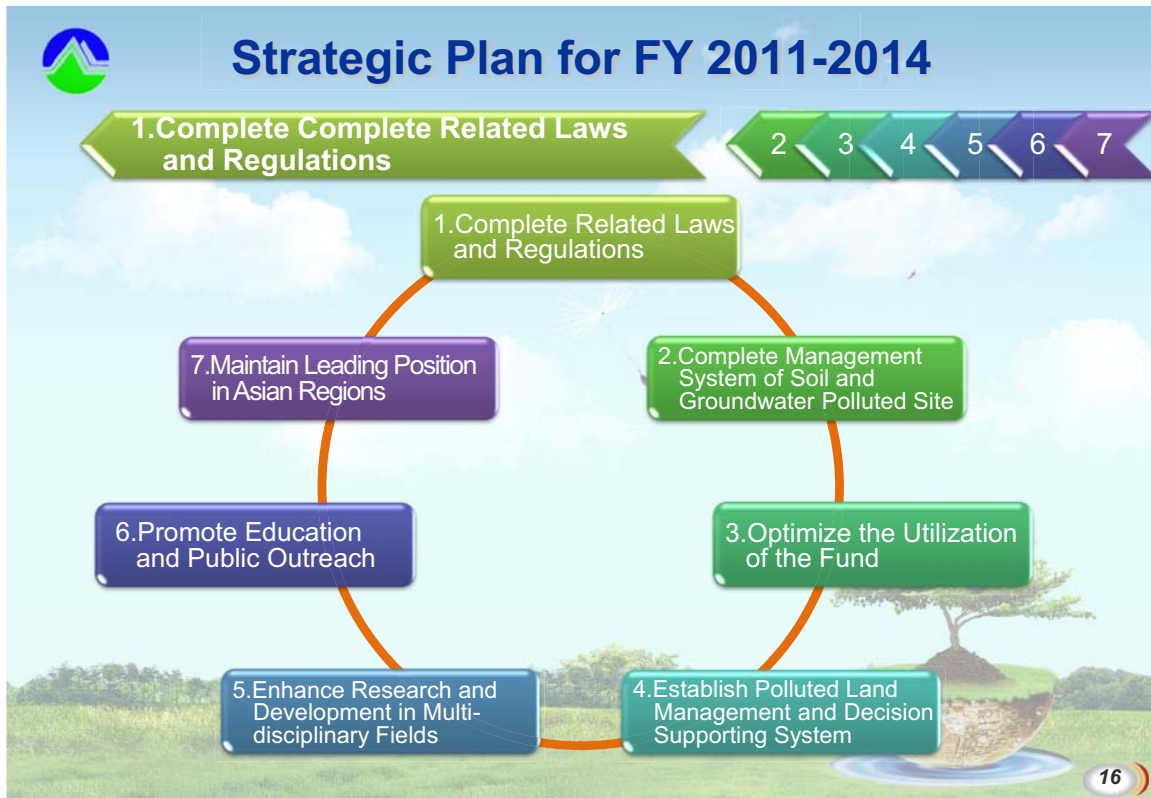 Strategic Plan for FY 2011-2014
1.Complete Complete Related Laws
and Regulations
2 3 4 5 6 7
1.Complete Related Laws
and Regulations
2.Complete Management
System of Soil and
Groundwater Polluted Site
3.Optimize the Utilization
of the Fund
4.Establish Polluted Land
Management and Decision
Supporting System
5.Enhance Research and
Development in Multi-
disciplinary Fields
6.Promote Education
and Public Outreach
7.Maintain Leading Position
in Asian Regions
16